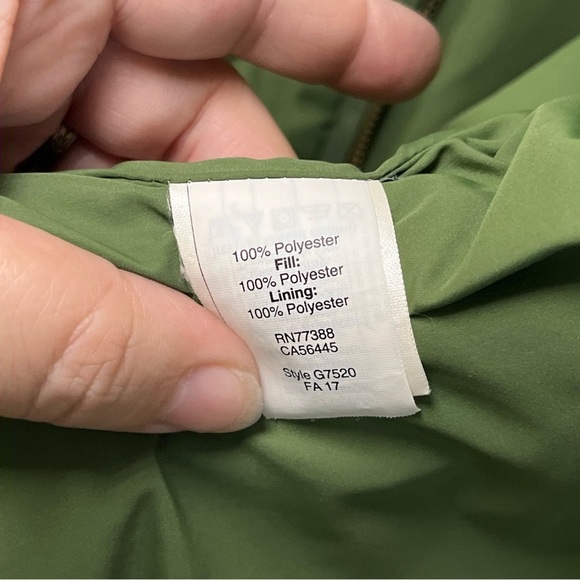 100% Polyester
Fill:
100% Polyester
Lining:
100% Polyester
RN77388
CA56445
Style G7520
FA 17